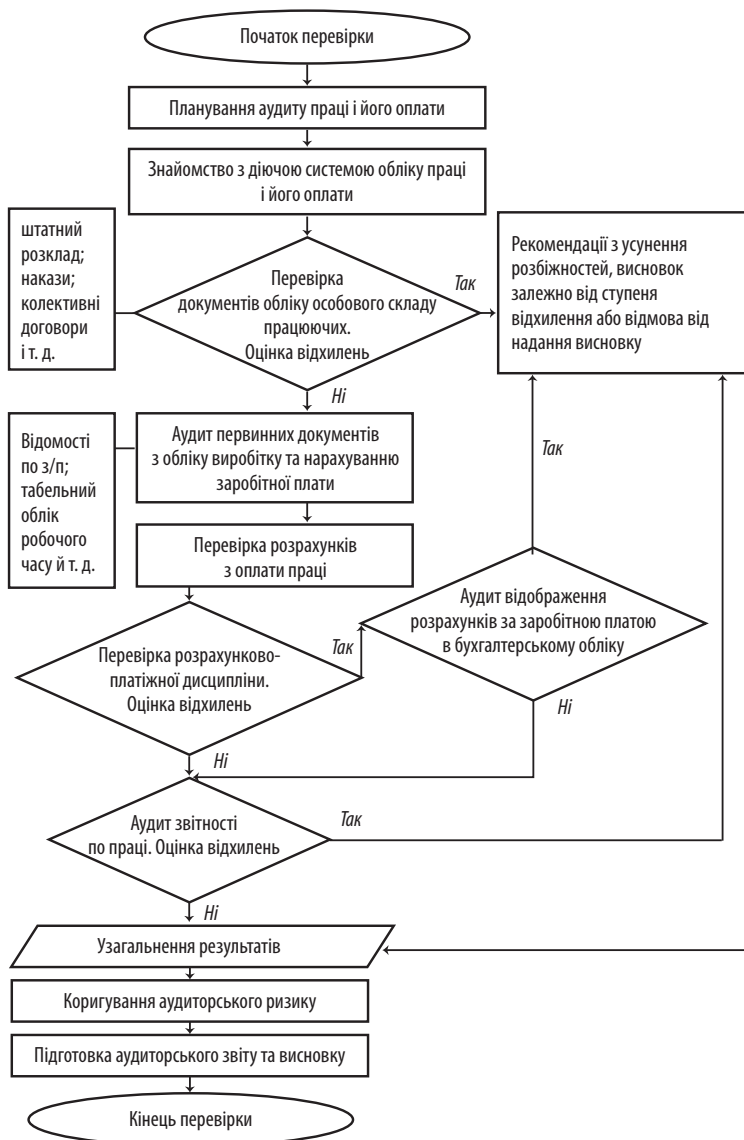 Початок перевірки
Планування аудиту праці і його оплати
Знайомство з діючою системою обліку праці
і його оплати
штатний
розклад;
накази;
колективні
договори
і т. д.
Перевірка
документів обліку особового складу
працюючих.
Оцінка відхилень
Так
Рекомендації з усунення
розбіжностей, висновок
залежно від ступеня
відхилення або відмова від
надання висновку
Ні
Відомості
по з/п;
табельний
облік
робочого
часу й т. д.
Аудит первинних документів
з обліку виробітку та нарахуванню
заробітної плати
Так
Перевірка розрахунків
з оплати праці
Аудит відображення
розрахунків за заробітною платою
в бухгалтерському обліку
Перевірка розрахунково-
платіжної дисципліни.
Оцінка відхилень
Так
Ні
Ні
Аудит звітності
по праці. Оцінка відхилень
Так
Ні
Узагальнення результатів
Коригування аудиторського ризику
Підготовка аудиторського звіту та висновку
Кінець перевірки